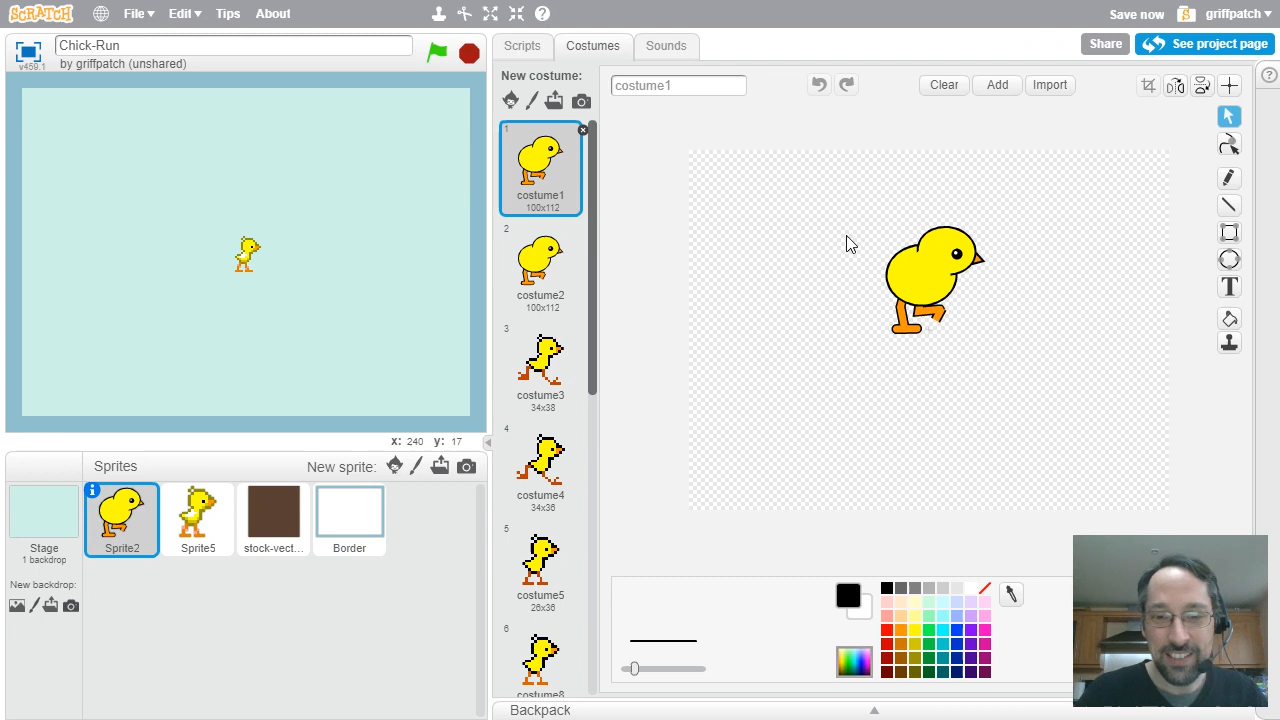 SCRATCH File▼ Edit▼ Tips About Save now griffpatch▼
Chick-Run
by griffpatch (unshared)
v459.1
Scripts Costumes Sounds
Share See project page
New costume:
costume1
Clear Add Import
1
costume1
100x112
2
costume2
100x112
3
costume3
34x38
4
costume4
34x36
5
costume5
26x36
6
costume8
T
x: 240 y: 17
Sprites New sprite:
Stage
1 backdrop
New backdrop:
Sprite2 Sprite5 stock-vect... Border
Backpack